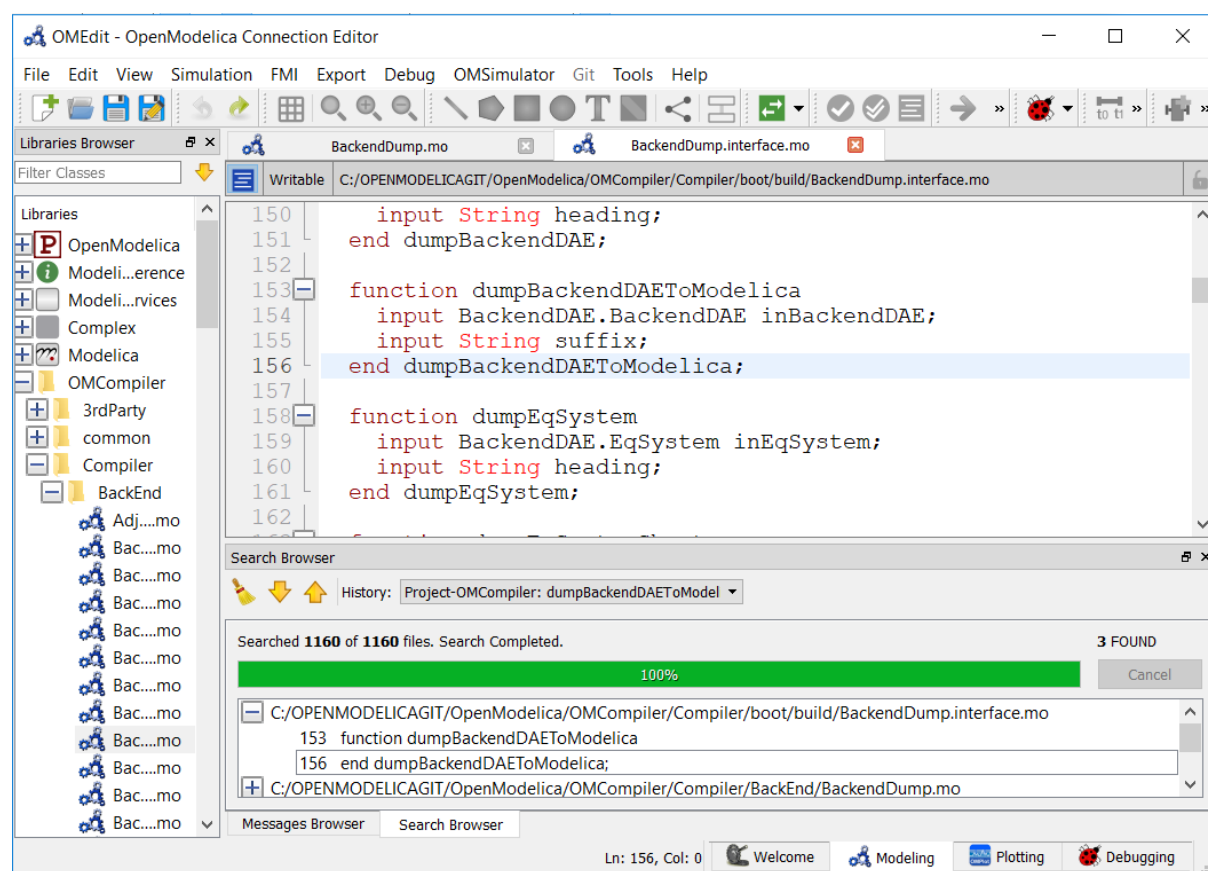 OMEdit - OpenModelica Connection Editor
File Edit View Simulation FMI Export Debug OMSimulator Git Tools Help
T
to t1
»
»
»
Libraries Browser
BackendDump.mo
BackendDump.interface.mo
Filter Classes
Writable C:/OPENMODELICAGIT/OpenModelica/OMCompiler/Compiler/boot/build/BackendDump.interface.mo
Libraries
P OpenModelica
Modeli...erence
Modeli...rvices
Complex
Modelica
OMCompiler
3rdParty
common
Compiler
BackEnd
Adj....mo
Bac....mo
Bac....mo
Bac....mo
Bac....mo
Bac....mo
Bac....mo
Bac....mo
Bac....mo
Bac....mo
Bac....mo
Bac....mo
150 input String heading;
151 end dumpBackendDAE;
152
153 function dumpBackendDAEToModelica
154 input BackendDAE.BackendDAE inBackendDAE;
155 input String suffix;
156 end dumpBackendDAEToModelica;
157
158 function dumpEqSystem
159 input BackendDAE.EqSystem inEqSystem;
160 input String heading;
161 end dumpEqSystem;
162
Search Browser
History: Project-OMCompiler: dumpBackendDAEToModel
Searched 1160 of 1160 files. Search Completed.
3 FOUND
100%
Cancel
C:/OPENMODELICAGIT/OpenModelica/OMCompiler/Compiler/boot/build/BackendDump.interface.mo
153 function dumpBackendDAEToModelica
156 end dumpBackendDAEToModelica;
C:/OPENMODELICAGIT/OpenModelica/OMCompiler/Compiler/BackEnd/BackendDump.mo
Messages Browser Search Browser
Ln: 156, Col: 0 Welcome Modeling Plotting Debugging